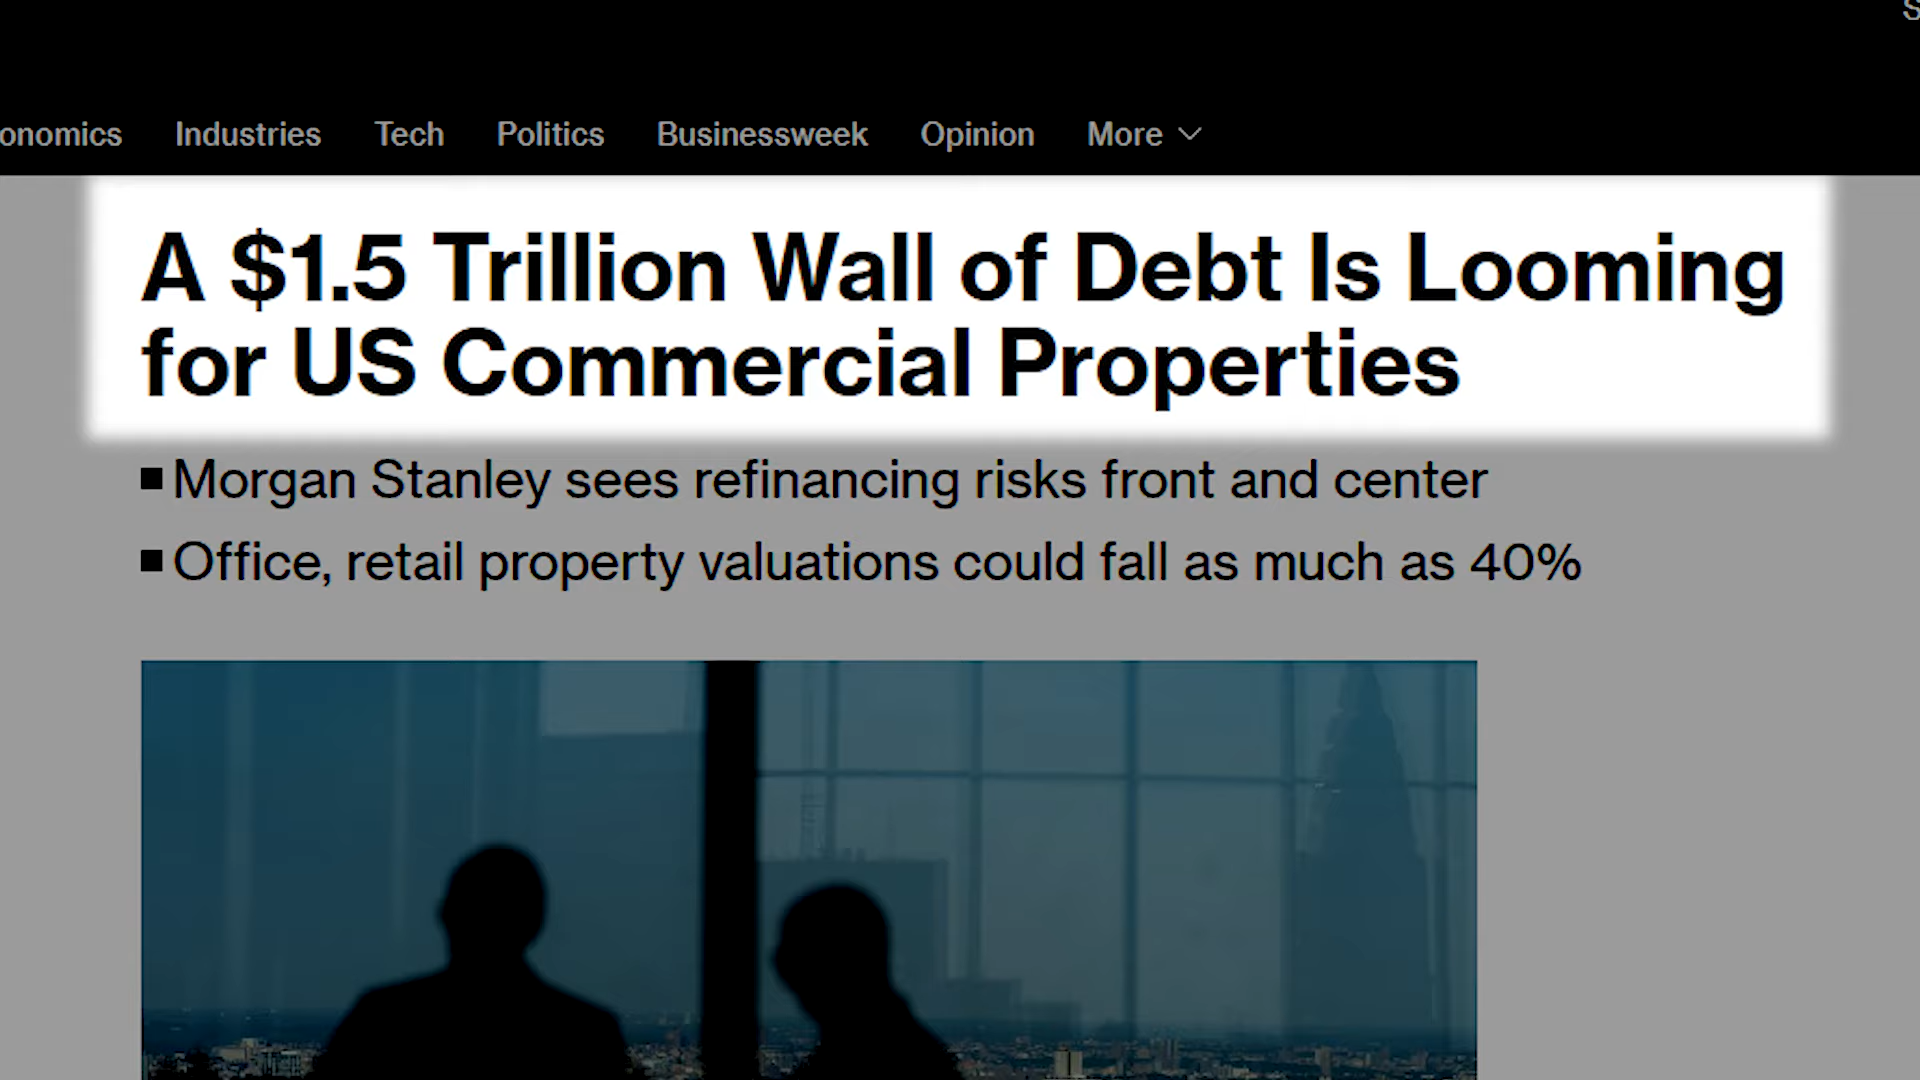 onomics Industries Tech Politics Businessweek Opinion More
A $1.5 Trillion Wall of Debt Is Looming
for US Commercial Properties
Morgan Stanley sees refinancing risks front and center
Office, retail property valuations could fall as much as 40%